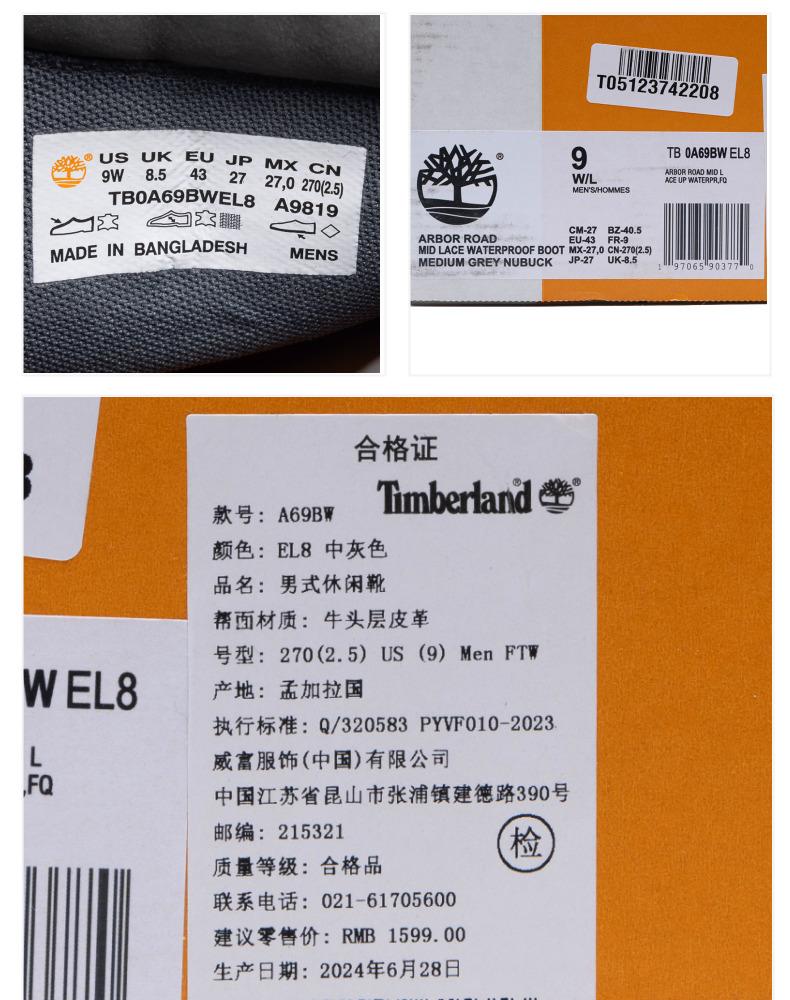 US UK EU JP MX CN
9W 8.5 43 27 27,0 270(2.5)
TB0A69BWEL8 A9819
MADE IN BANGLADESH MENS
T05123742208
9
W/L
MEN'S/HOMMES
TB 0A69BW EL8
ARBOR ROAD MID L
ACE UP WATERPR,FQ
ARBOR ROAD
MID LACE WATERPROOF BOOT
MEDIUM GREY NUBUCK
CM-27 BZ-40.5
EU-43 FR-9
MX-27,0 CN-270(2.5)
JP-27 UK-8.5
1 97065 90377 0
合格证
Timberland
款号: A69BW
颜色: EL8 中灰色
品名: 男式休闲靴
帮面材质: 牛头层皮革
号型: 270(2.5) US (9) Men FTW
产地: 孟加拉国
执行标准: Q/320583 PYVF010-2023
威富服饰(中国)有限公司
中国江苏省昆山市张浦镇建德路390号
邮编: 215321
检
质量等级: 合格品
联系电话: 021-61705600
建议零售价: RMB 1599.00
生产日期: 2024年6月28日
W EL8
L
,FQ